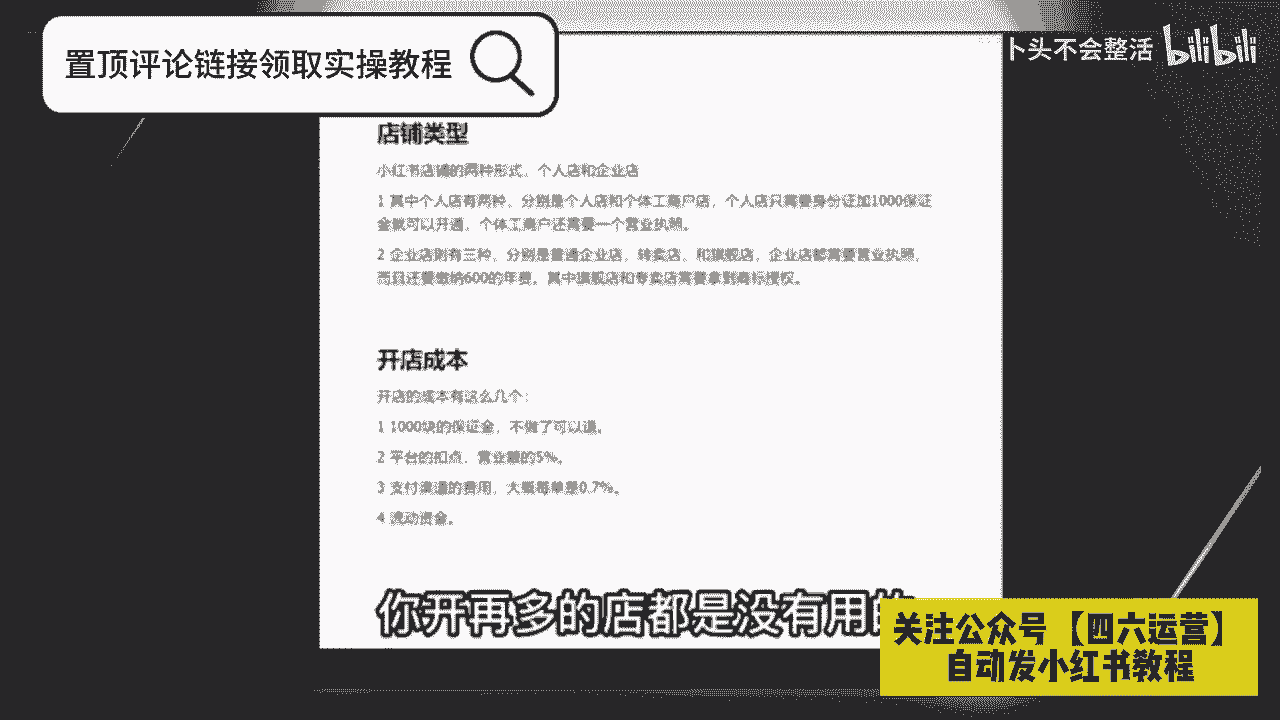 置顶评论链接领取实操教程
卜头不会整活 bilibili
店铺类型
小红书店铺的两种形式，个人店和企业店
1 其中个人店有两种，分别是个人店和个体工商户店，个人店只需要身份证加1000保证
金就可以开通，个体工商户还需要一个营业执照。
2 企业店则有三种，分别是普通企业店、专卖店、和旗舰店，企业店都需要营业执照，
而且还要缴纳600的年费。其中旗舰店和专卖店需要拿到商标授权。
开店成本
开店的成本有这么几个：
1 1000块的保证金，不做了可以退。
2 平台的扣点，营业额的5%。
3 支付渠道的费用，大概每单是0.7%。
4 流动资金。
你开再多的店都是没有用的
关注公众号【四六运营】
自动发小红书教程